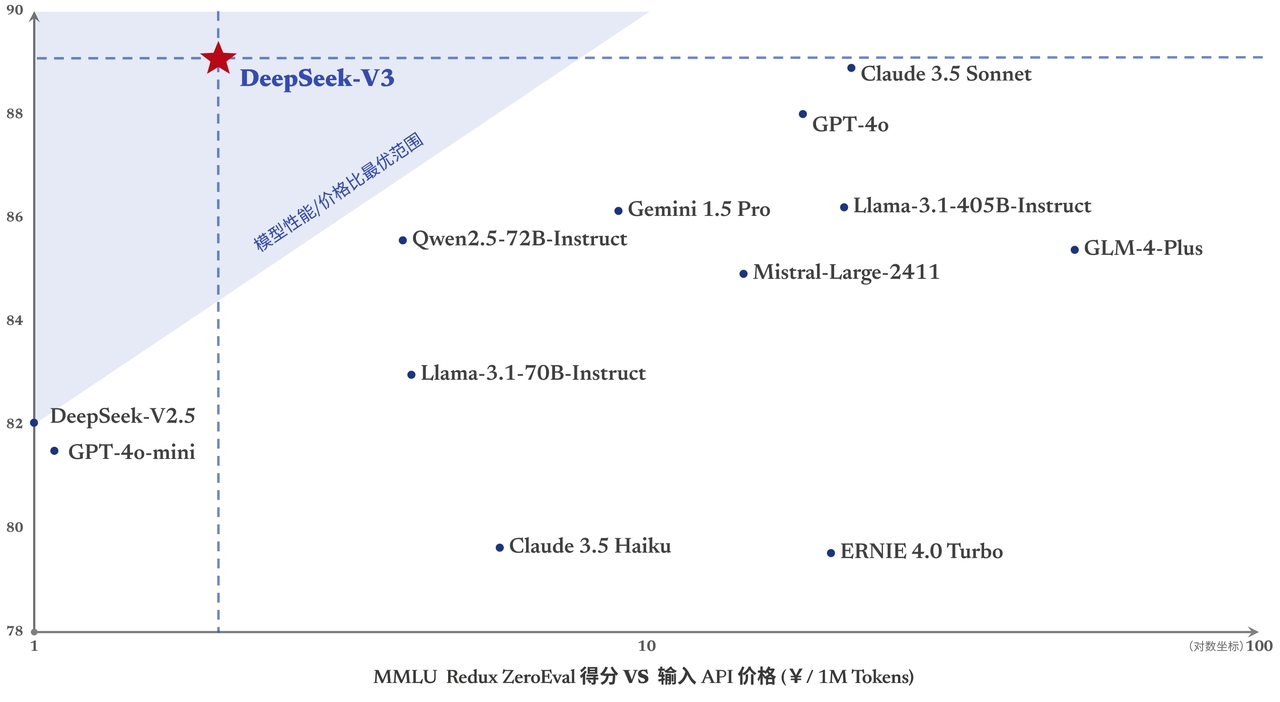 90
DeepSeek-V3
Claude 3.5 Sonnet
88
GPT-4o
模型性能/价格比最优范围
86
Gemini 1.5 Pro
Llama-3.1-405B-Instruct
Qwen2.5-72B-Instruct
GLM-4-Plus
Mistral-Large-2411
84
Llama-3.1-70B-Instruct
82
DeepSeek-V2.5
GPT-4o-mini
80
Claude 3.5 Haiku
ERNIE 4.0 Turbo
78
1
10
(对数坐标)
100
MMLU Redux ZeroEval 得分 VS 输入 API 价格 (¥/ 1M Tokens)